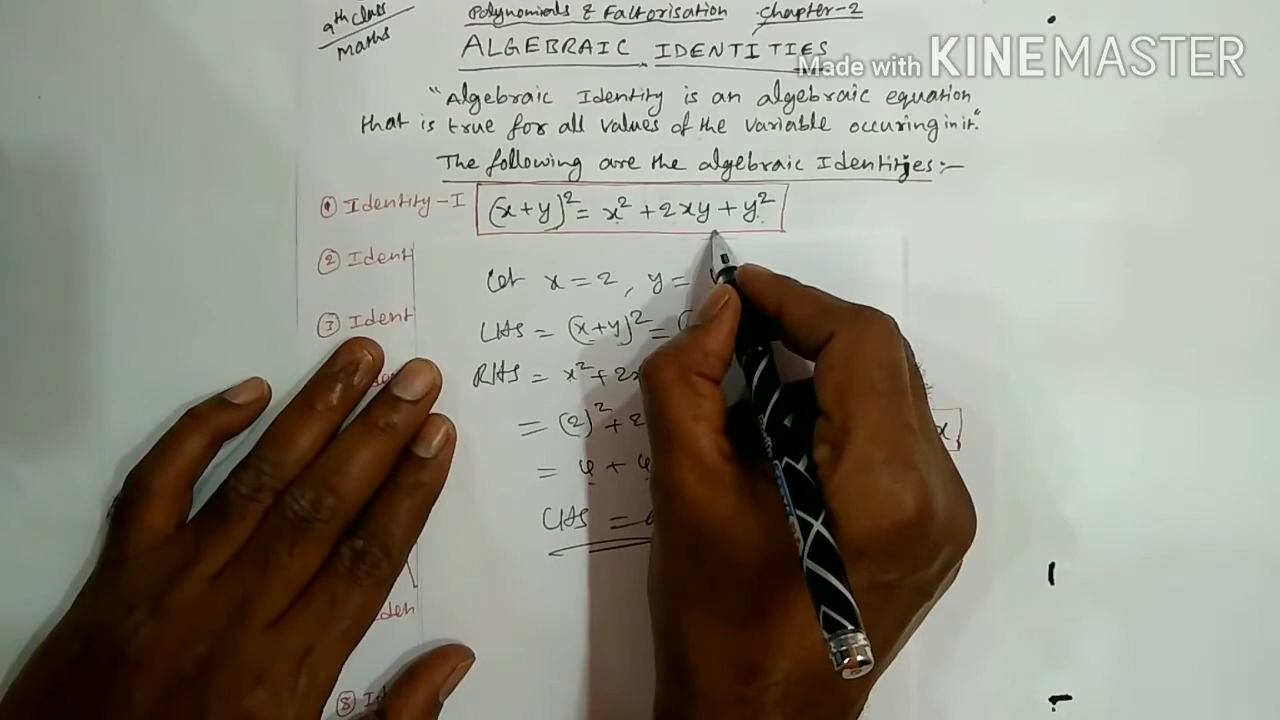 9th class
maths
Polynomials & Factorisation chapter-2
ALGEBRAIC IDENTITIES
Made with KINEMASTER
"Algebraic Identity is an algebraic equation
that is true for all values of the variable occuring in it."
The following are the algebraic Identities:-
① Identity-I (x+y)² = x² + 2xy + y²
② Ident
③ Ident
Let x = 2, y =
LHS = (x+y)² = (
RHS = x² + 2x
= (2)² + 2
= 4 + 4
LHS =
den
⑧ Id